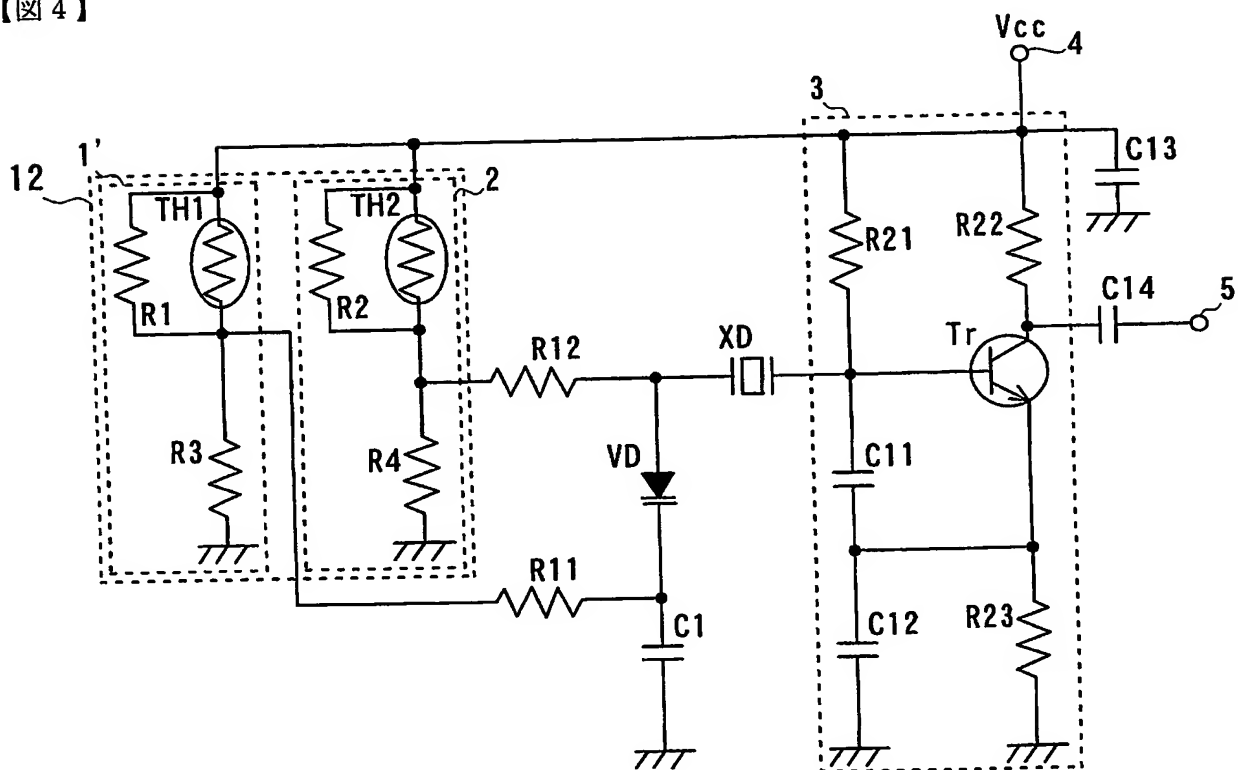 【図4】
Vcc
4
3
C13
1'
12
TH1
TH2
2
R21
R22
C14
5
R1
R2
R12
XD
Tr
R3
R4
VD
C11
R11
C1
C12
R23